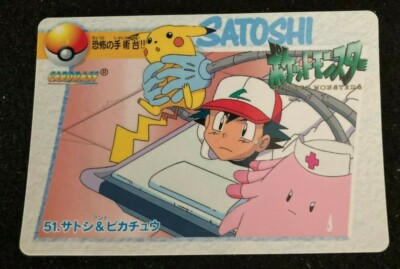 恐怖の手術台!!
SATOSHI
CARDDASS®
ポケットモンスター
POCKET MONSTERS
51.サトシ&ピカチュウ